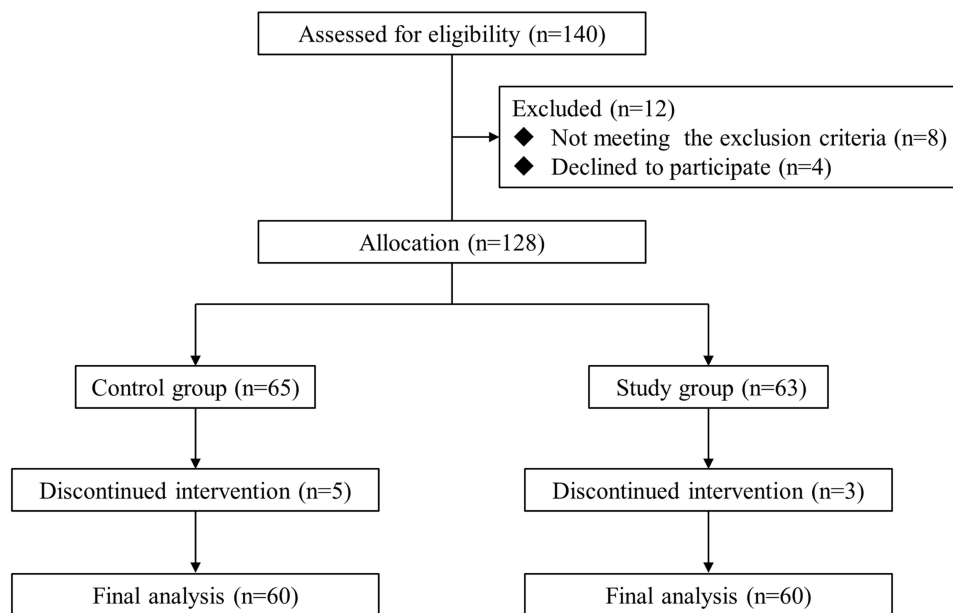 Assessed for eligibility (n=140)
Excluded (n=12)
◆ Not meeting the exclusion criteria (n=8)
◆ Declined to participate (n=4)
Allocation (n=128)
Control group (n=65)
Study group (n=63)
Discontinued intervention (n=5)
Discontinued intervention (n=3)
Final analysis (n=60)
Final analysis (n=60)